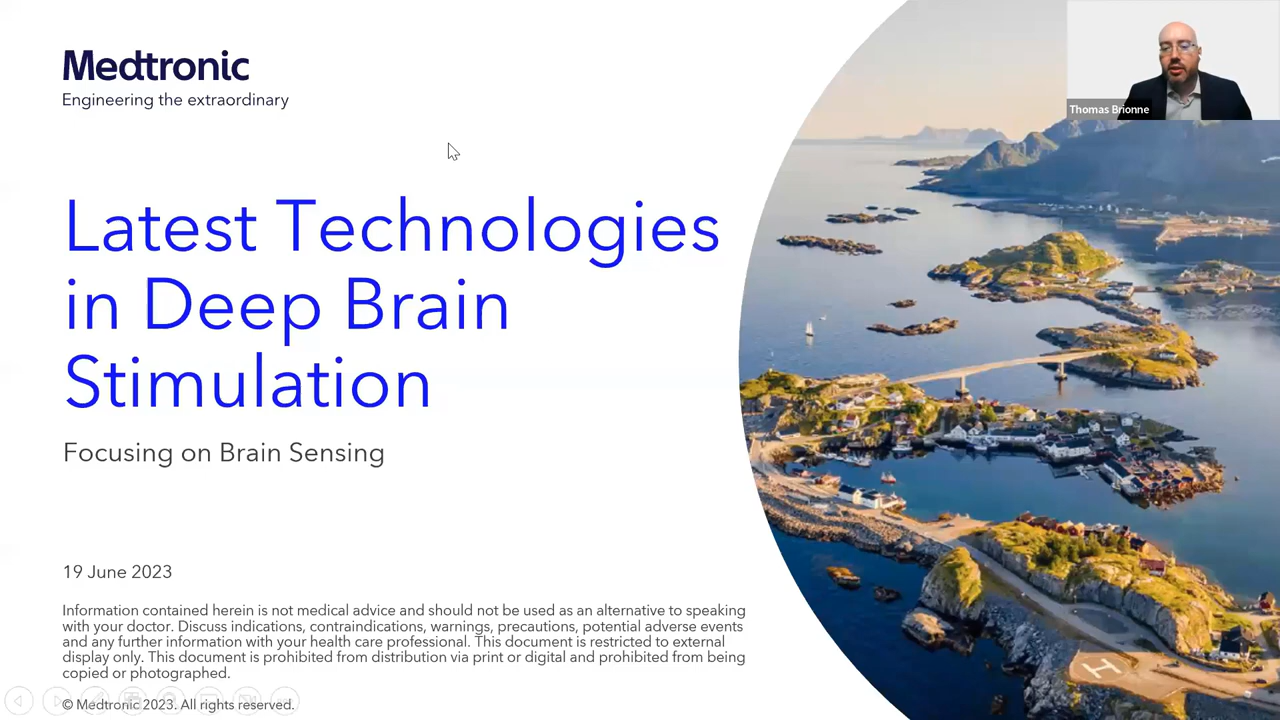 Medtronic
Engineering the extraordinary
Thomas Brionne
Latest Technologies
in Deep Brain
Stimulation
Focusing on Brain Sensing
19 June 2023
Information contained herein is not medical advice and should not be used as an alternative to speaking
with your doctor. Discuss indications, contraindications, warnings, precautions, potential adverse events
and any further information with your health care professional. This document is restricted to external
display only. This document is prohibited from distribution via print or digital and prohibited from being
copied or photographed.
© Medtronic 2023. All rights reserved.
H